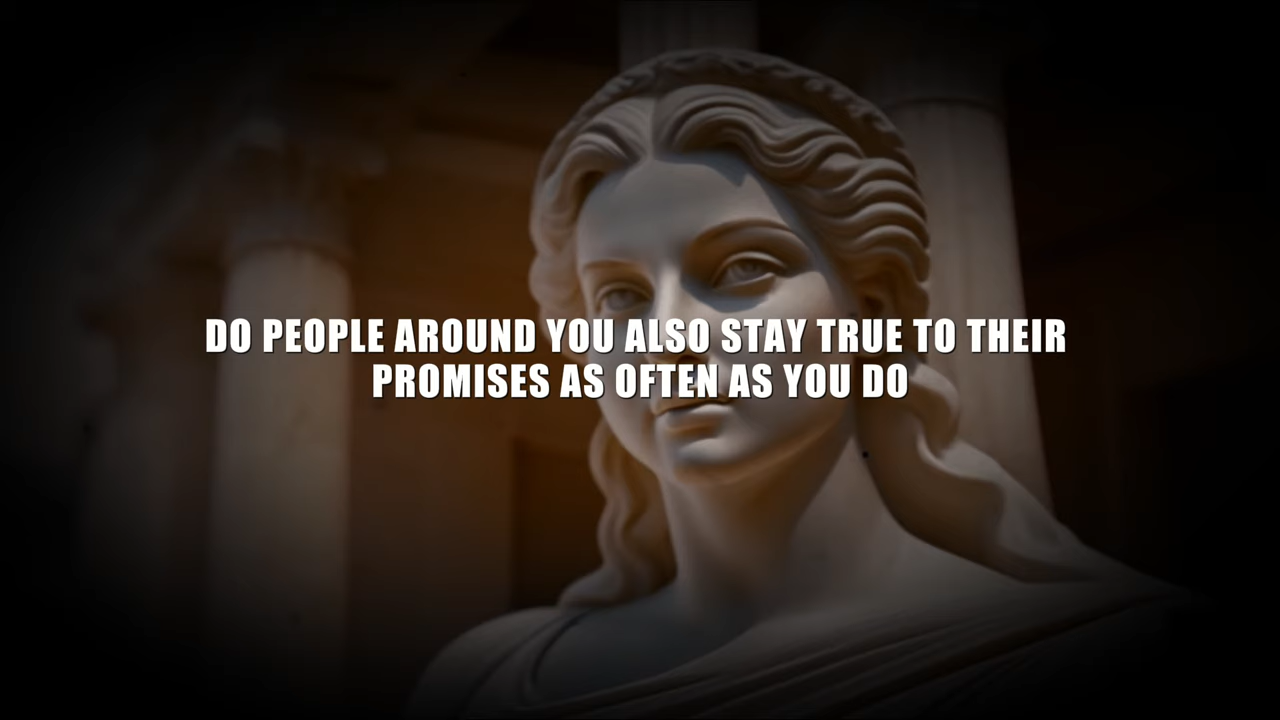 DO PEOPLE AROUND YOU ALSO STAY TRUE TO THEIR
PROMISES AS OFTEN AS YOU DO